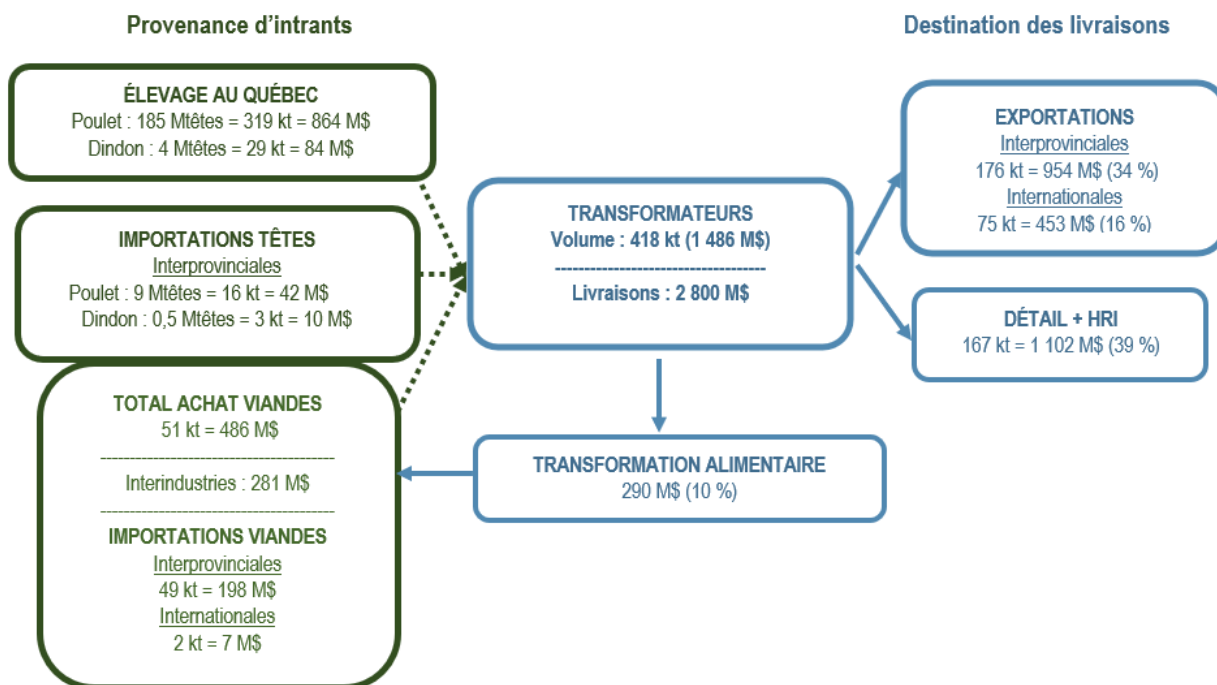 Provenance d’intrants
Destination des livraisons
ÉLEVAGE AU QUÉBEC
Poulet : 185 Mtêtes = 319 kt = 864 M$
Dindon : 4 Mtêtes = 29 kt = 84 M$
IMPORTATIONS TÊTES
Interprovinciales
Poulet : 9 Mtêtes = 16 kt = 42 M$
Dindon : 0,5 Mtêtes = 3 kt = 10 M$
TOTAL ACHAT VIANDES
51 kt = 486 M$
----------------------------------------
Interindustries : 281 M$
----------------------------------------
IMPORTATIONS VIANDES
Interprovinciales
49 kt = 198 M$
Internationales
2 kt = 7 M$
TRANSFORMATEURS
Volume : 418 kt (1 486 M$)
----------------------------------------
Livraisons : 2 800 M$
TRANSFORMATION ALIMENTAIRE
290 M$ (10 %)
EXPORTATIONS
Interprovinciales
176 kt = 954 M$ (34 %)
Internationales
75 kt = 453 M$ (16 %)
DÉTAIL + HRI
167 kt = 1 102 M$ (39 %)